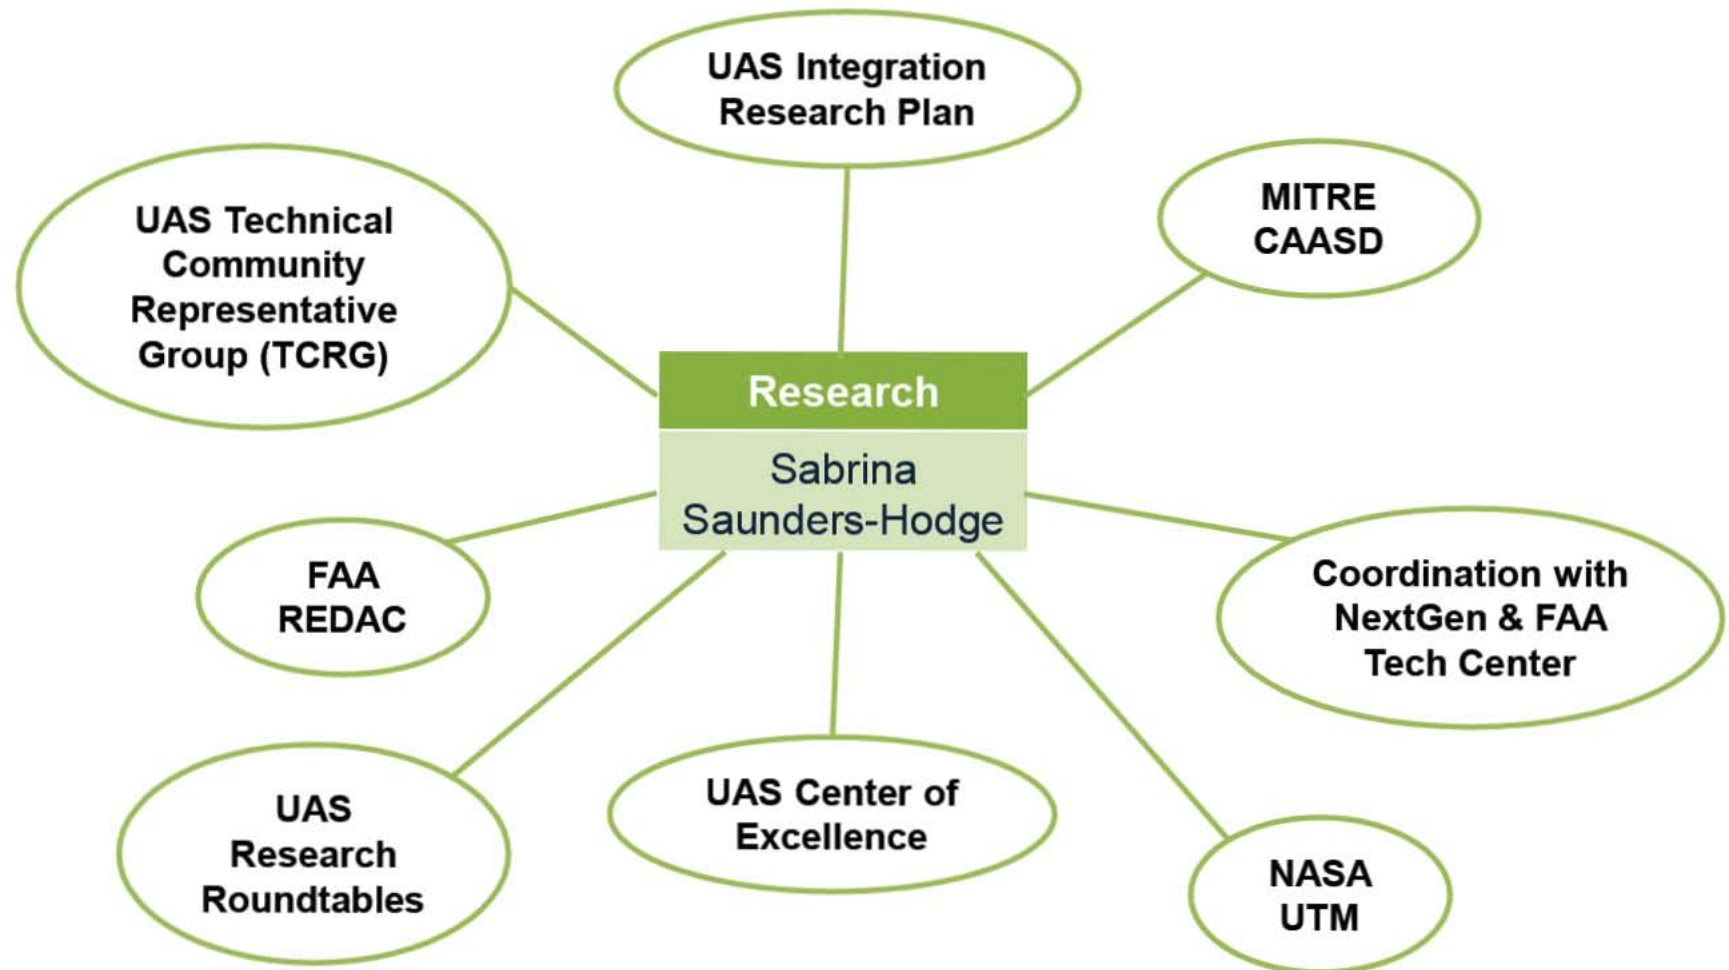 UAS Integration
Research Plan
MITRE
CAASD
UAS Technical
Community
Representative
Group (TCRG)
Research
Sabrina
Saunders-Hodge
FAA
REDAC
Coordination with
NextGen & FAA
Tech Center
UAS
Research
Roundtables
UAS Center of
Excellence
NASA
UTM